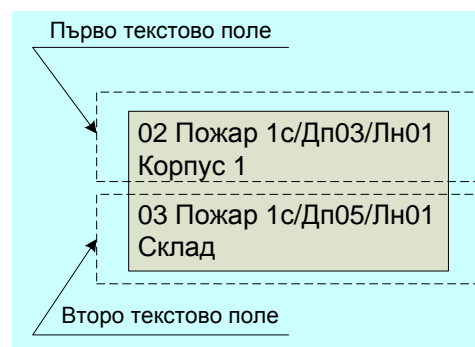 Първо текстово поле
02 Пожар 1с/Дп03/Лн01
Корпус 1
03 Пожар 1с/Дп05/Лн01
Склад
Второ текстово поле